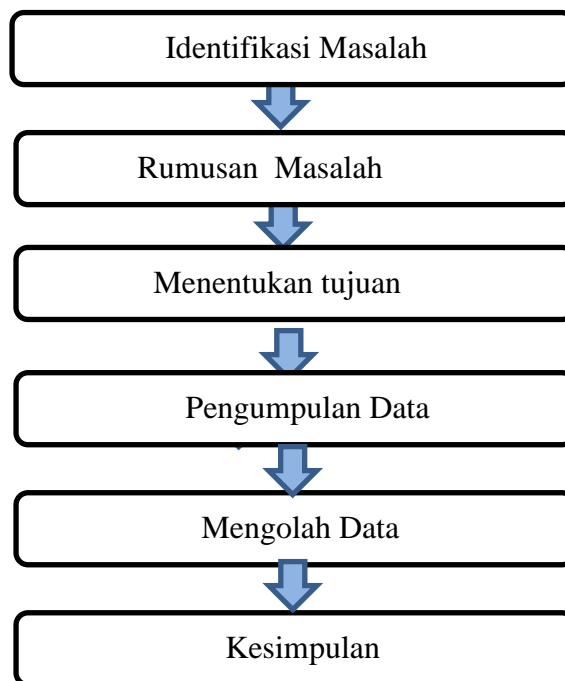 Identifikasi Masalah
Rumusan  Masalah
Menentukan tujuan
Pengumpulan Data
Mengolah Data
Kesimpulan